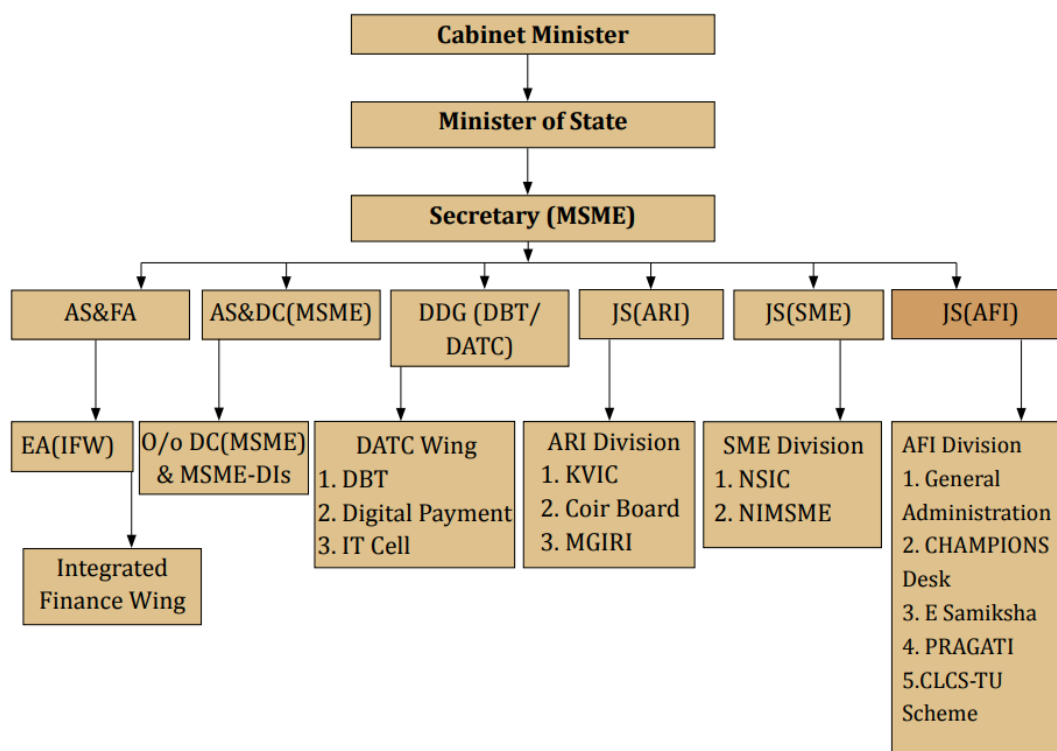 Cabinet Minister
Minister of State
Secretary (MSME)
AS&FA
AS&DC(MSME)
DDG (DBT/
DATC)
JS(ARI)
JS(SME)
JS(AFI)
EA(IFW)
O/o DC(MSME)
& MSME-DIs
DATC Wing
1. DBT
2. Digital Payment
3. IT Cell
ARI Division
1. KVIC
2. Coir Board
3. MGIRI
SME Division
1. NSIC
2. NIMSME
AFI Division
1. General
Administration
2. CHAMPIONS
Desk
3. E Samiksha
4. PRAGATI
5.CLCS-TU
Scheme
Integrated
Finance Wing